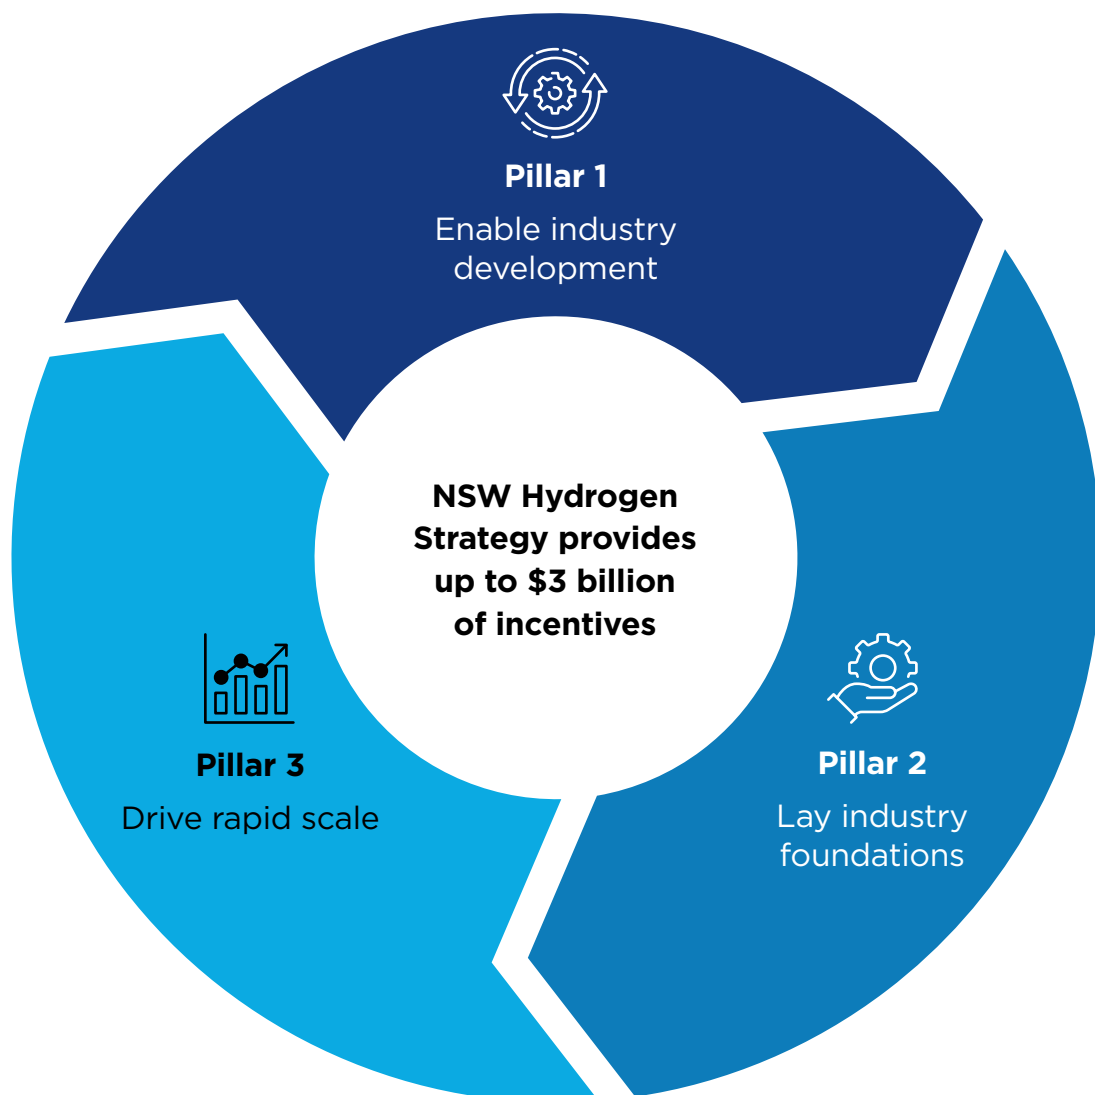 Pillar 1
Enable industry
development
NSW Hydrogen
Strategy provides
up to $3 billion
of incentives
Pillar 2
Lay industry
foundations
Pillar 3
Drive rapid scale